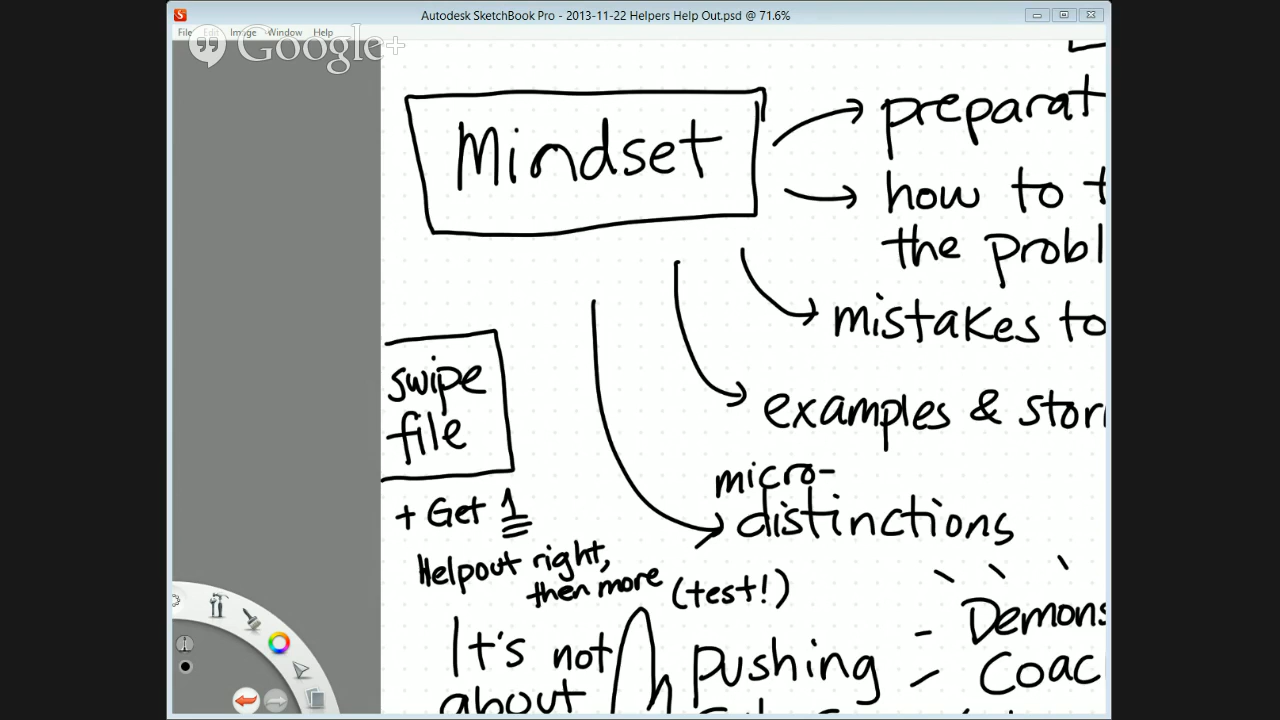 Autodesk SketchBook Pro - 2013-11-22 Helpers Help Out.psd @ 71.6%
File Edit Image Window Help
Google+
Mindset
preparat
how to t
the probl
mistakes to
examples & stor
micro-
distinctions
swipe
file
+ Get 1
Helpout right,
then more (test!)
It's not
about
pushing
- Demons
- Coac